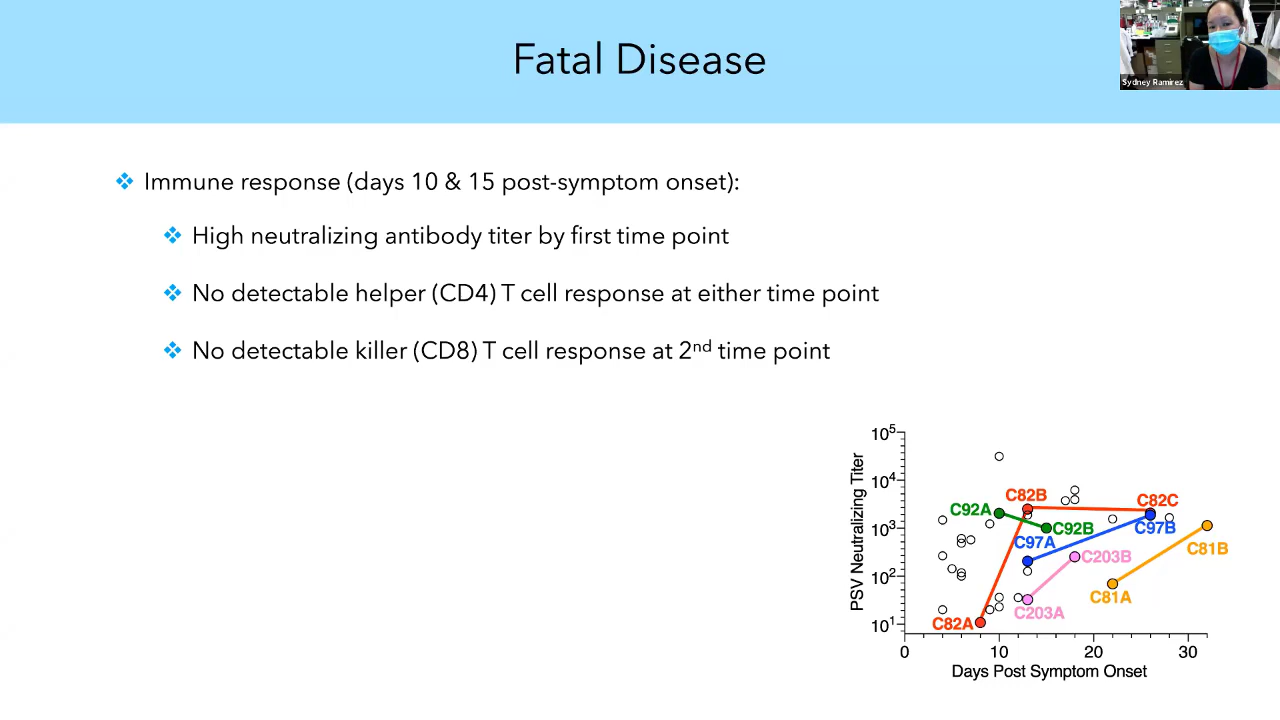 Fatal Disease
Sydney Ramirez
❖ Immune response (days 10 & 15 post-symptom onset):
❖ High neutralizing antibody titer by first time point
❖ No detectable helper (CD4) T cell response at either time point
❖ No detectable killer (CD8) T cell response at 2nd time point
PSV Neutralizing Titer
10^5
10^4
10^3
10^2
10^1
C82B
C82C
C92A
C92B
C97B
C97A
C81B
C203B
C81A
C203A
C82A
0 10 20 30
Days Post Symptom Onset